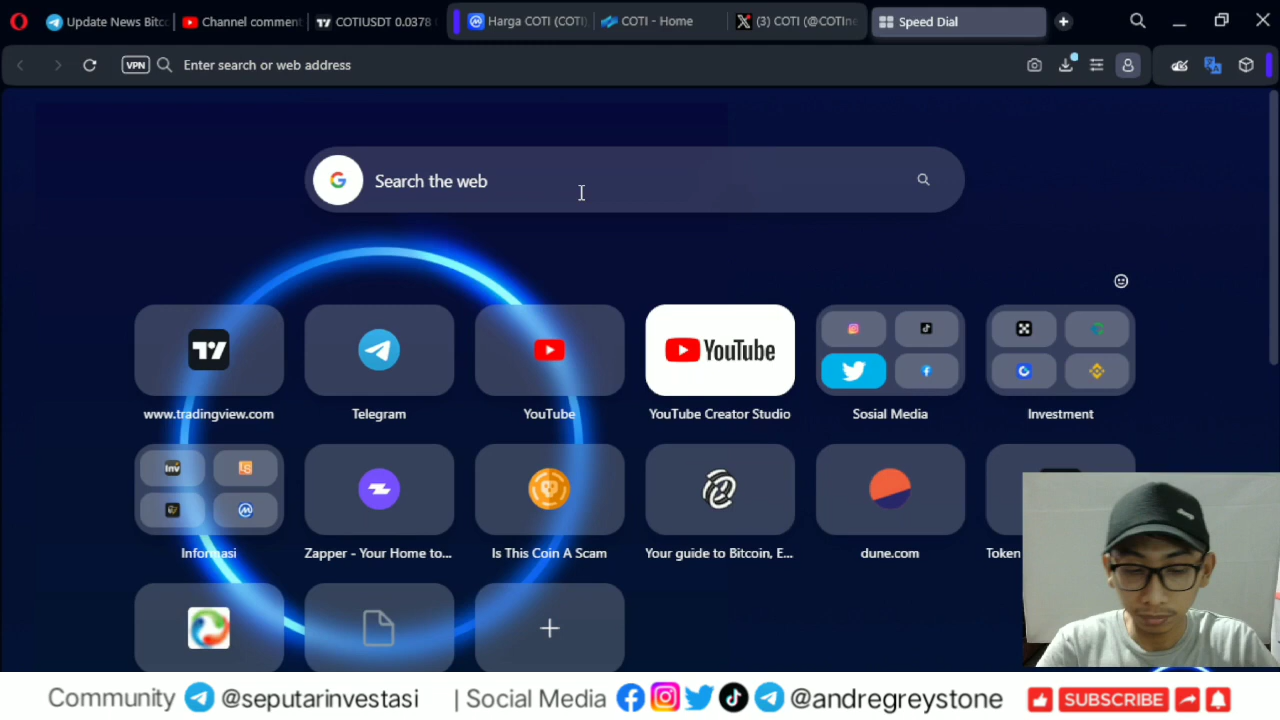 Update News Bitc
Channel comment
COTIUSDT 0.0378
Harga COTI (COTI)
COTI - Home
(3) COTI (@COTIne
Speed Dial
VPN
Enter search or web address
Search the web
www.tradingview.com
Telegram
YouTube
YouTube
YouTube Creator Studio
Sosial Media
Investment
Inv
Informasi
Zapper - Your Home to...
Is This Coin A Scam
Your guide to Bitcoin, E...
dune.com
Token
Community @seputarinvestasi | Social Media @andregreystone SUBSCRIBE